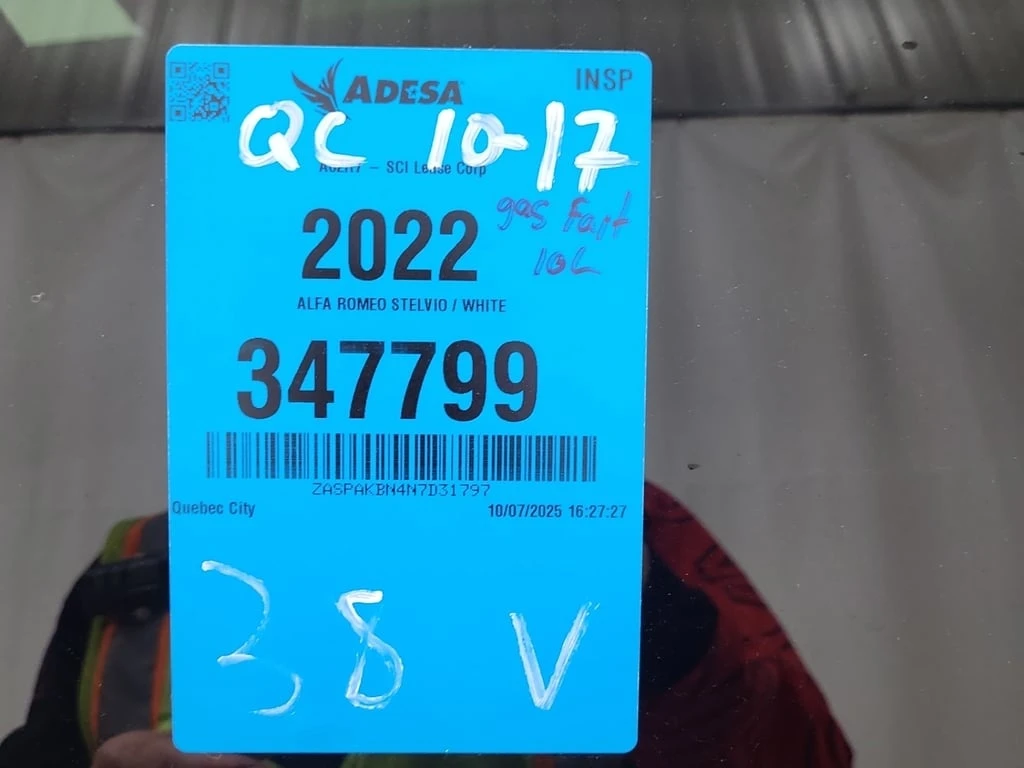 ADESA
INSP
QC 10-17
– SCI Lease Corp
gas Fait
10L
2022
ALFA ROMEO STELVIO / WHITE
347799
ZASPAKBN4N7D31797
Quebec City
10/07/2025 16:27:27
38 V